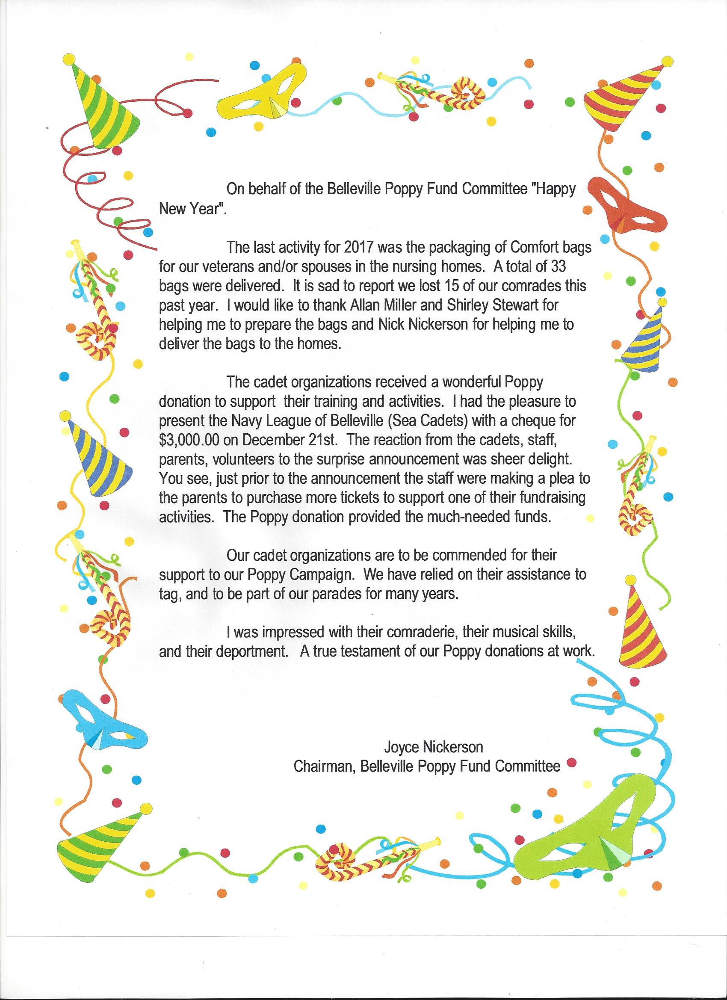 On behalf of the Belleville Poppy Fund Committee "Happy
New Year".
The last activity for 2017 was the packaging of Comfort bags
for our veterans and/or spouses in the nursing homes.  A total of 33
bags were delivered.  It is sad to report we lost 15 of our comrades this
past year.  I would like to thank Allan Miller and Shirley Stewart for
helping me to prepare the bags and Nick Nickerson for helping me to
deliver the bags to the homes.
The cadet organizations received a wonderful Poppy
donation to support  their training and activities.  I had the pleasure to
present the Navy League of Belleville (Sea Cadets) with a cheque for
$3,000.00 on December 21st.  The reaction from the cadets, staff,
parents, volunteers to the surprise announcement was sheer delight.
You see, just prior to the announcement the staff were making a plea to
the parents to purchase more tickets to support one of their fundraising
activities.  The Poppy donation provided the much-needed funds.
Our cadet organizations are to be commended for their
support to our Poppy Campaign.  We have relied on their assistance to
tag, and to be part of our parades for many years.
I was impressed with their comraderie, their musical skills,
and their deportment.   A true testament of our Poppy donations at work.
Joyce Nickerson
Chairman, Belleville Poppy Fund Committee